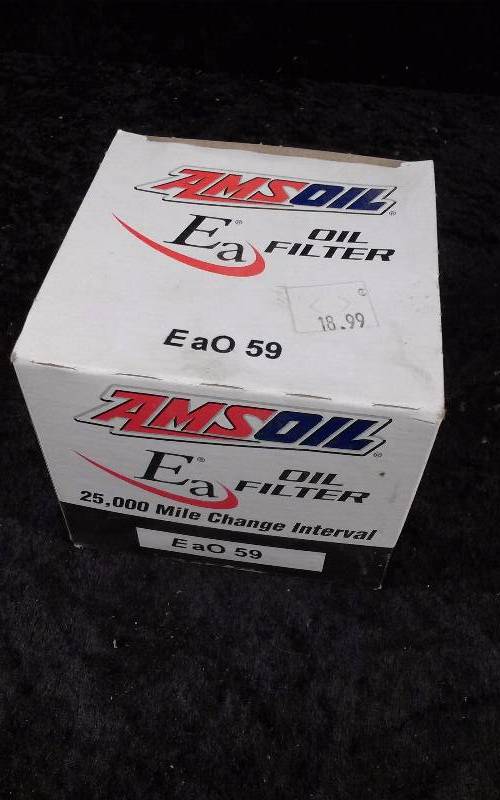 AMSOIL®
Ea® OIL
FILTER
18.99
EaO 59
AMSOIL®
Ea® OIL
FILTER
25,000 Mile Change Interval
EaO 59